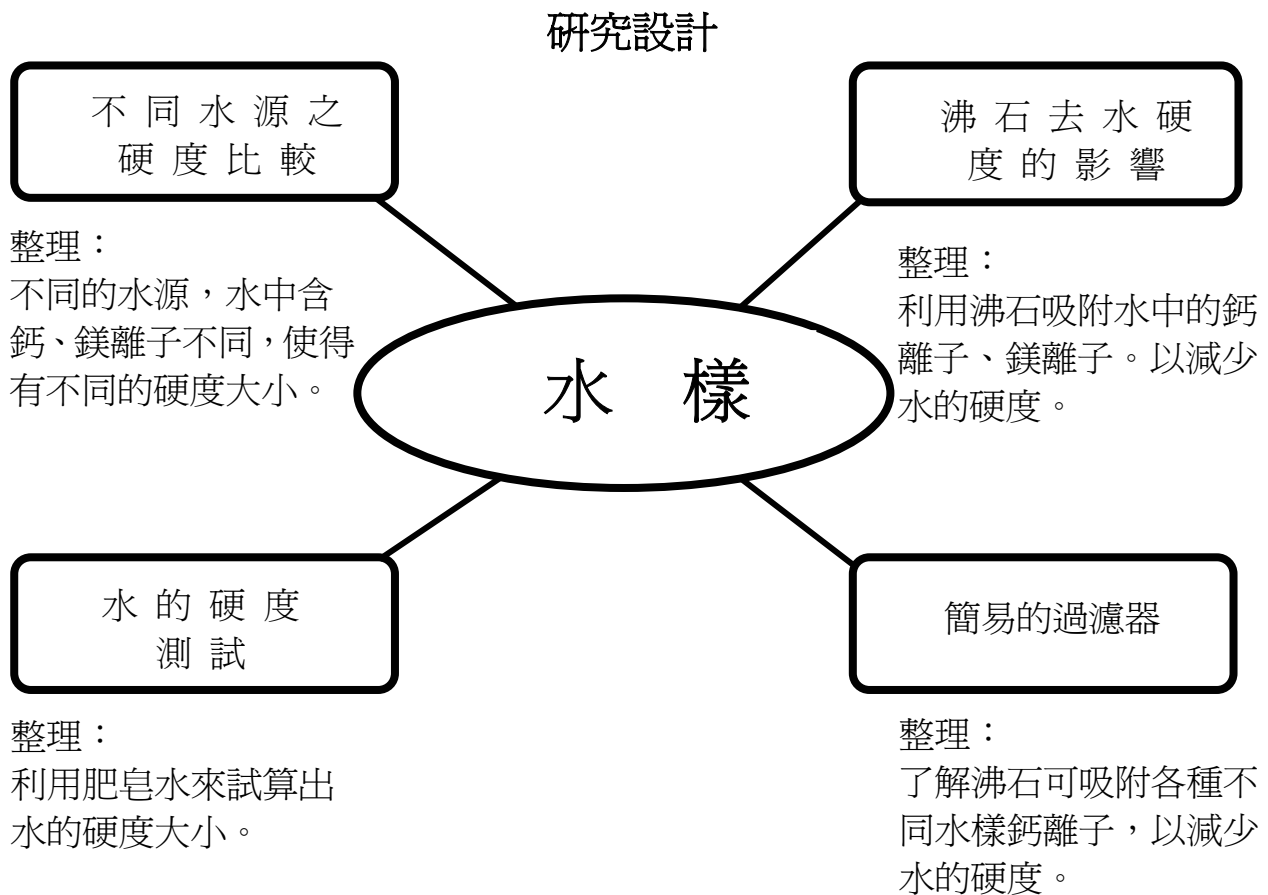 研究設計
不同水源之
硬度比較
整理：
不同的水源，水中含
鈣、鎂離子不同，使得
有不同的硬度大小。
沸石去水硬
度的影響
整理：
利用沸石吸附水中的鈣
離子、鎂離子。以減少
水的硬度。
水樣
水的硬度
測試
整理：
利用肥皂水來試算出
水的硬度大小。
簡易的過濾器
整理：
了解沸石可吸附各種不
同水樣鈣離子，以減少
水的硬度。